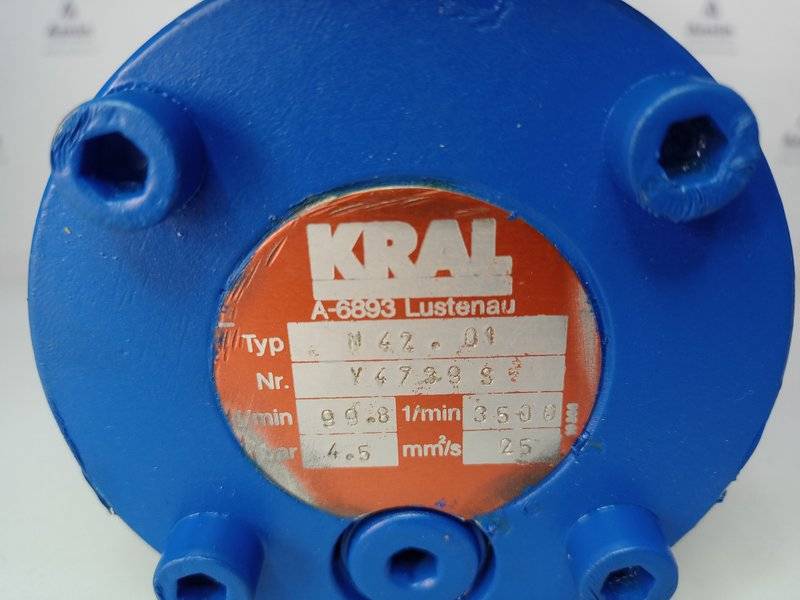 KRAL
A-6893 Lustenau
Typ N 42.01
Nr.
l/min 99.8 1/min 3500
bar 4.5 mm²/s 25